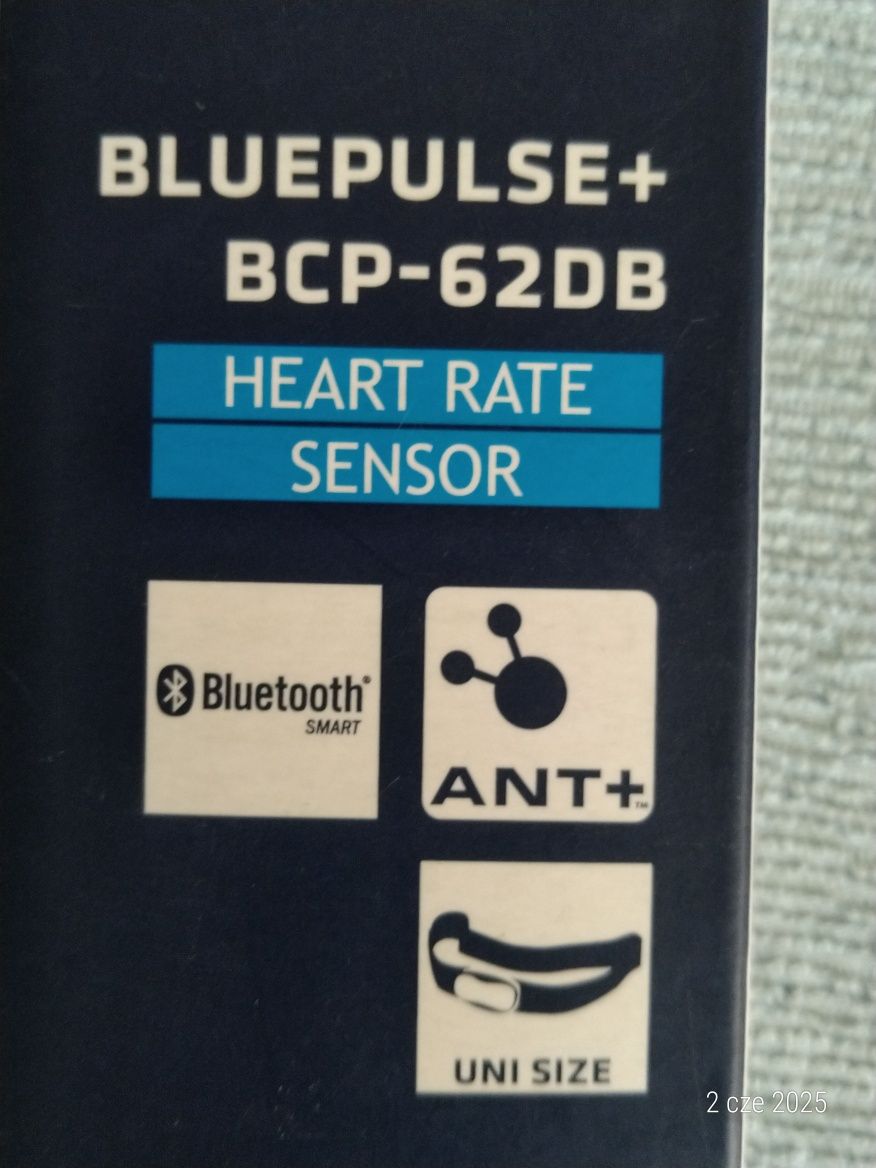 BLUEPULSE+
BCP-62DB
HEART RATE
SENSOR
Bluetooth®
SMART
ANT+™
UNI SIZE
2 cze 2025